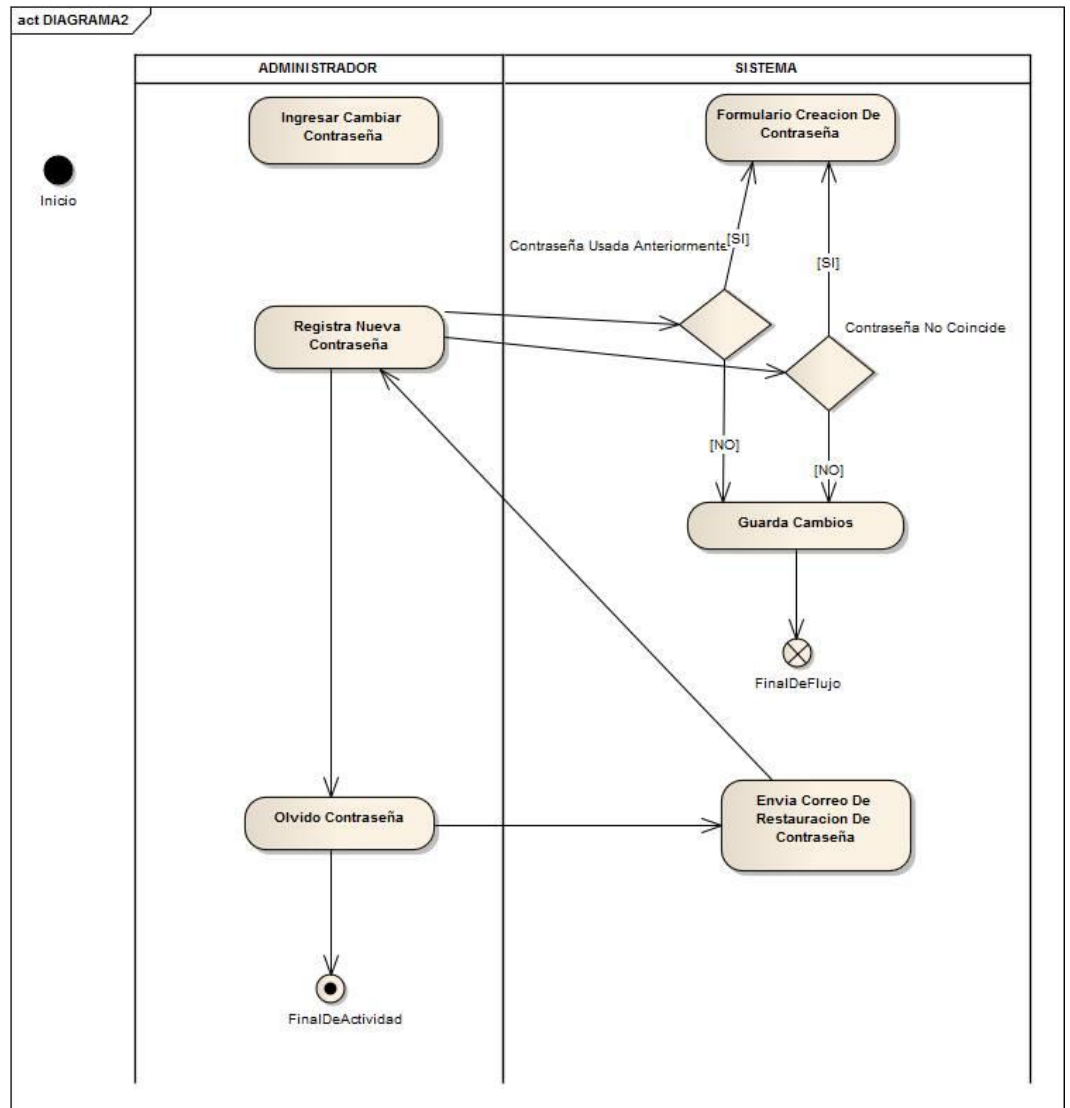 act DIAGRAMA2
ADMINISTRADOR
SISTEMA
Ingresar Cambiar
Contraseña
Formulario Creacion De
Contraseña
Inicio
Contraseña Usada Anteriormente
[SI]
[SI]
Registra Nueva
Contraseña
Contraseña No Coincide
[NO]
[NO]
Guarda Cambios
FinalDeFlujo
Olvido Contraseña
Envia Correo De
Restauracion De
Contraseña
FinalDeActividad